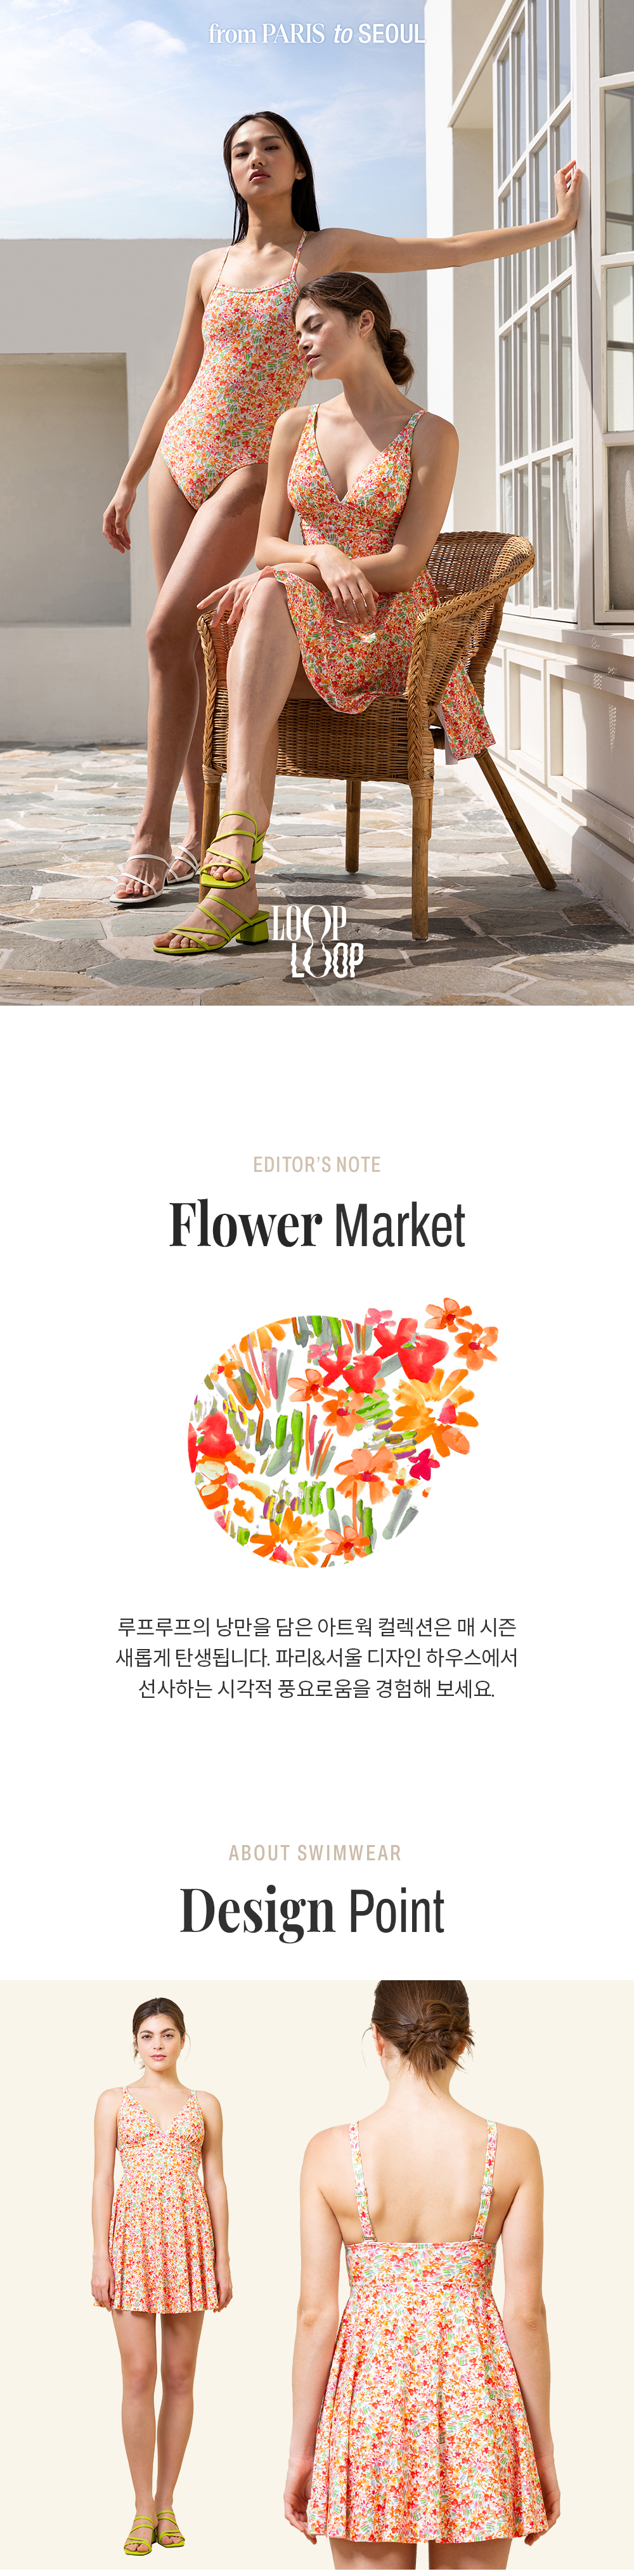 from PARIS to SEOUL
LOOP
LOOP
EDITOR'S NOTE
Flower Market
루프루프의 낭만을 담은 아트웍 컬렉션은 매 시즌
새롭게 탄생됩니다. 파리&서울 디자인 하우스에서
선사하는 시각적 풍요로움을 경험해 보세요.
ABOUT SWIMWEAR
Design Point